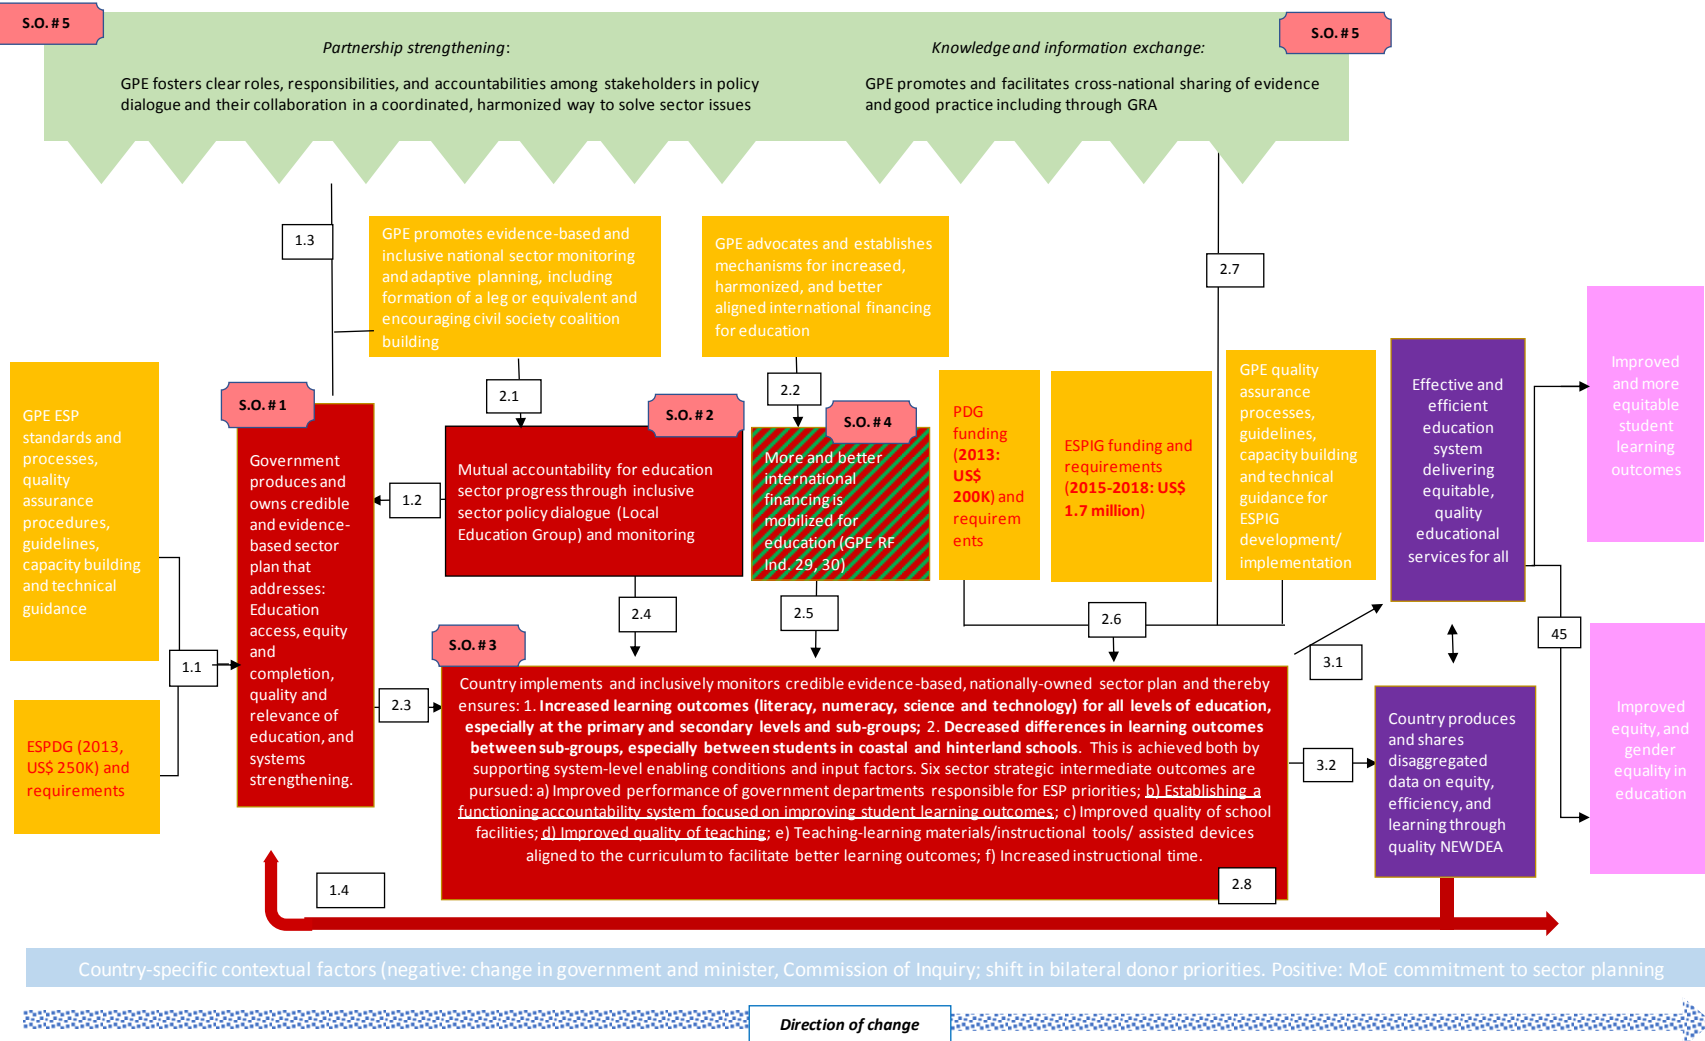 S.O. # 5
S.O. # 5
Partnership strengthening:
GPE fosters clear roles, responsibilities, and accountabilities among stakeholders in policy
dialogue and their collaboration in a coordinated, harmonized way to solve sector issues
Knowledge and information exchange:
GPE promotes and facilitates cross-national sharing of evidence
and good practice including through GRA
1.3
GPE promotes evidence-based and
inclusive national sector monitoring
and adaptive planning, including
formation of a leg or equivalent and
encouraging civil society coalition
building
GPE advocates and establishes
mechanisms for increased,
harmonized, and better
aligned international financing
for education
2.7
2.1
2.2
GPE ESP
standards and
processes,
quality
assurance
procedures,
guidelines,
capacity building
and technical
guidance
ESPDG (2013,
US$ 250K) and
requirements
1.1
S.O. # 1
Government
produces and
owns credible
and evidence-
based sector
plan that
addresses:
Education
access, equity
and
completion,
quality and
relevance of
education, and
systems
strengthening.
1.2
S.O. # 2
Mutual accountability for education
sector progress through inclusive
sector policy dialogue (Local
Education Group) and monitoring
S.O. # 4
More and better
international
financing is
mobilized for
education (GPE RF
Ind. 29, 30)
PDG
funding
(2013:
US$
200K) and
requirem
ents
ESPIG funding and
requirements
(2015-2018: US$
1.7 million)
GPE quality
assurance
processes,
guidelines,
capacity building
and technical
guidance for
ESPIG
development/
implementation
2.4
2.5
2.6
2.3
S.O. # 3
Country implements and inclusively monitors credible evidence-based, nationally-owned sector plan and thereby
ensures: 1. Increased learning outcomes (literacy, numeracy, science and technology) for all levels of education,
especially at the primary and secondary levels and sub-groups; 2. Decreased differences in learning outcomes
between sub-groups, especially between students in coastal and hinterland schools. This is achieved both by
supporting system-level enabling conditions and input factors. Six sector strategic intermediate outcomes are
pursued: a) Improved performance of government departments responsible for ESP priorities; b) Establishing a
functioning accountability system focused on improving student learning outcomes; c) Improved quality of school
facilities; d) Improved quality of teaching; e) Teaching-learning materials/instructional tools/ assisted devices
aligned to the curriculum to facilitate better learning outcomes; f) Increased instructional time.
2.8
3.1
3.2
Effective and
efficient
education
system
delivering
equitable,
quality
educational
services for all
Country produces
and shares
disaggregated
data on equity,
efficiency, and
learning through
quality NEWDEA
45
Improved
and more
equitable
student
learning
outcomes
Improved
equity, and
gender
equality in
education
1.4
Country-specific contextual factors (negative: change in government and minister, Commission of Inquiry; shift in bilateral donor priorities. Positive: MoE commitment to sector planning
Direction of change